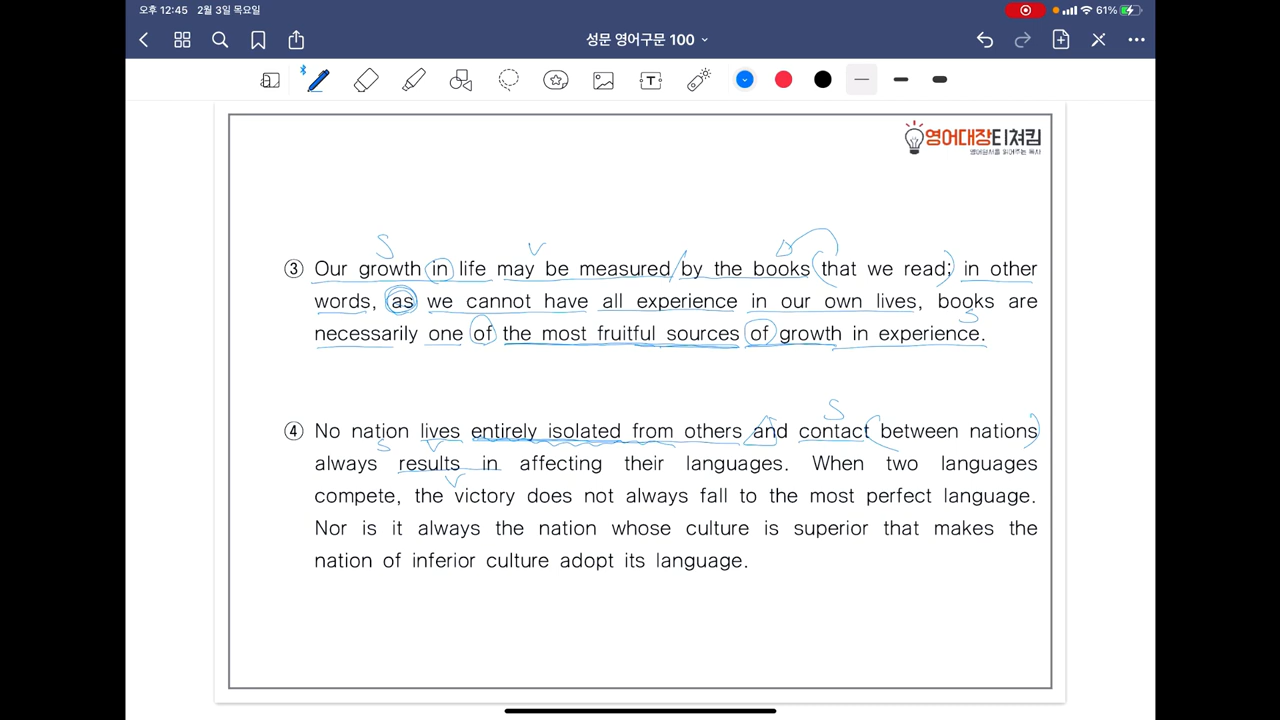 오후 12:45 2월 3일 목요일
61%
성문 영어구문 100
영어대장티쳐킴
S V
③ Our growth in life may be measured by the books that we read; in other
words, as we cannot have all experience in our own lives, books are
S
necessarily one of the most fruitful sources of growth in experience.
S
④ No nation lives entirely isolated from others and contact between nations
S V
always results in affecting their languages. When two languages
V
compete, the victory does not always fall to the most perfect language.
Nor is it always the nation whose culture is superior that makes the
nation of inferior culture adopt its language.